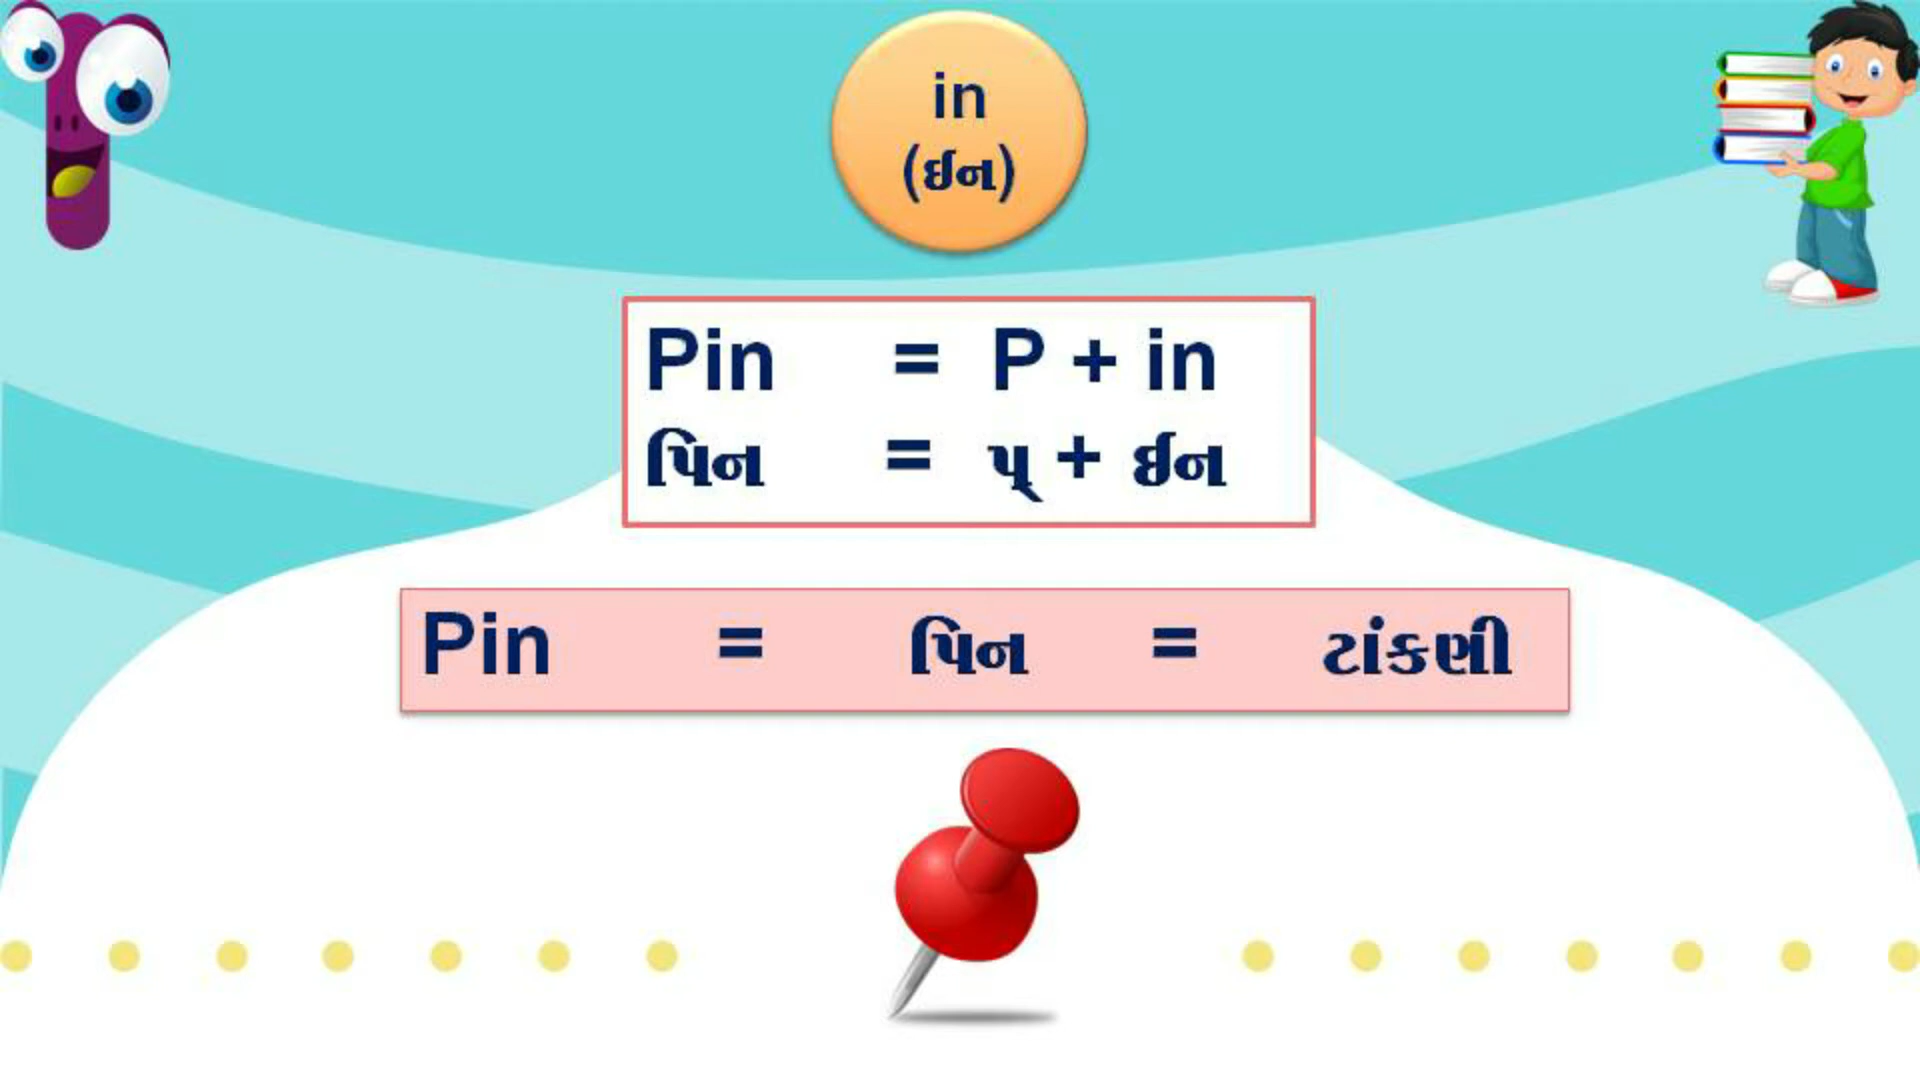 in
(ઈન)
Pin = P + in
પિન = પ્ + ઈન
Pin = પિન = ટાંકણી